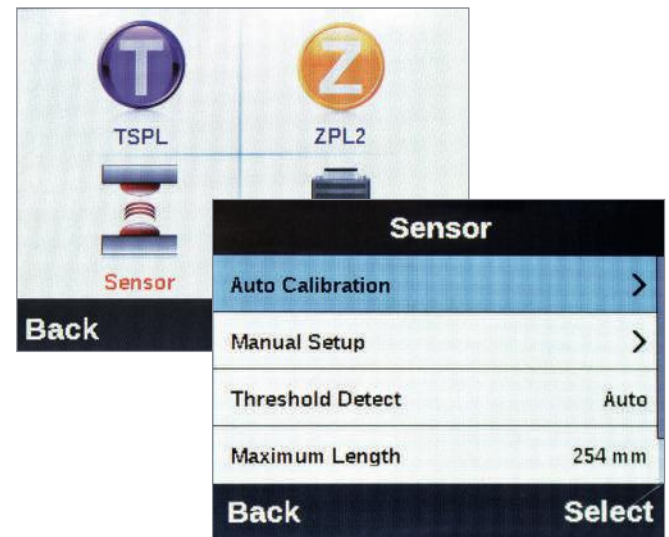 T
Z
TSPL
ZPL2
Sensor
Back
Sensor
Auto Calibration
Manual Setup
Threshold Detect Auto
Maximum Length 254 mm
Back Select